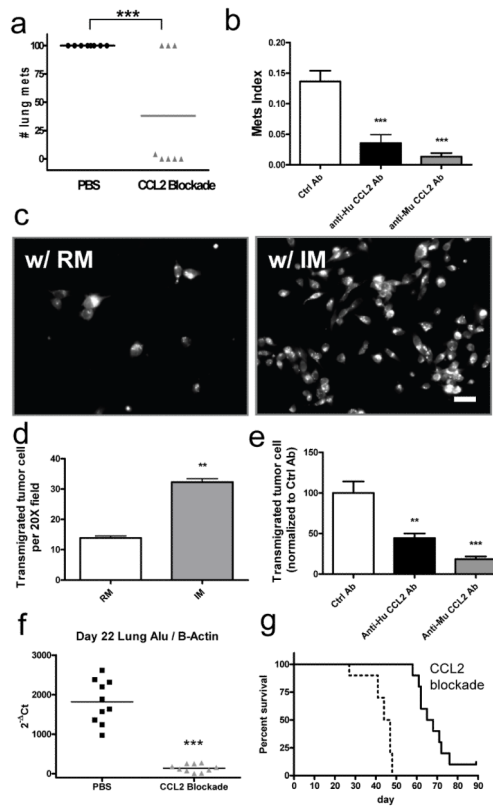 a
***
100
75
50
25
0
# lung mets
PBS
CCL2 Blockade
b
0.20
0.15
0.10
0.05
0.00
Mets Index
***
***
Ctrl Ab
anti-Hu CCL2 Ab
anti-Mu CCL2 Ab
c
w/ RM
w/ IM
d
40
30
20
10
0
Transmigrated tumor cell
per 20X field
**
RM
IM
e
150
100
50
0
Transmigrated tumor cell
(normalized to Ctrl Ab)
**
***
Ctrl Ab
Anti-Hu CCL2 Ab
Anti-Mu CCL2 Ab
f
Day 22 Lung Alu / B-Actin
3000
2000
1000
0
2^-ΔCt
***
PBS
CCL2 Blockade
g
100
75
50
25
0
Percent survival
CCL2
blockade
0 10 20 30 40 50 60 70 80 90
day